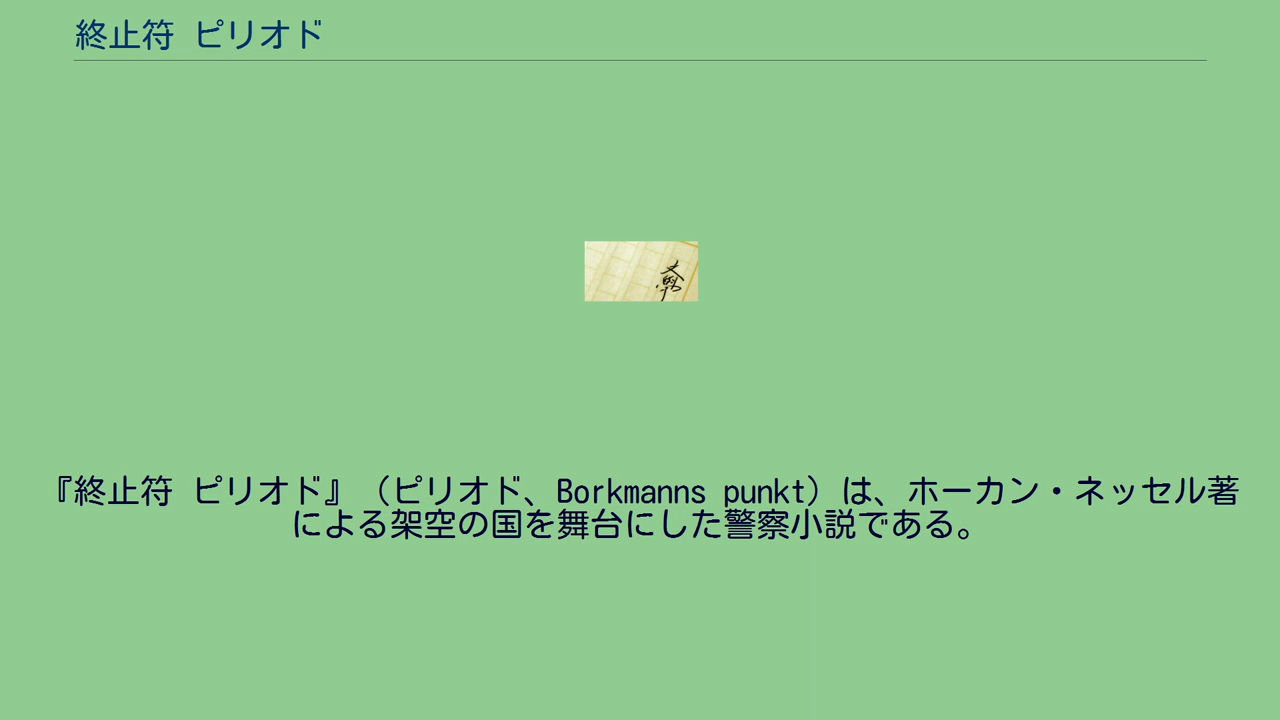 終止符 ピリオド
『終止符 ピリオド』（ピリオド、Borkmanns punkt）は、ホーカン・ネッセル著
による架空の国を舞台にした警察小説である。